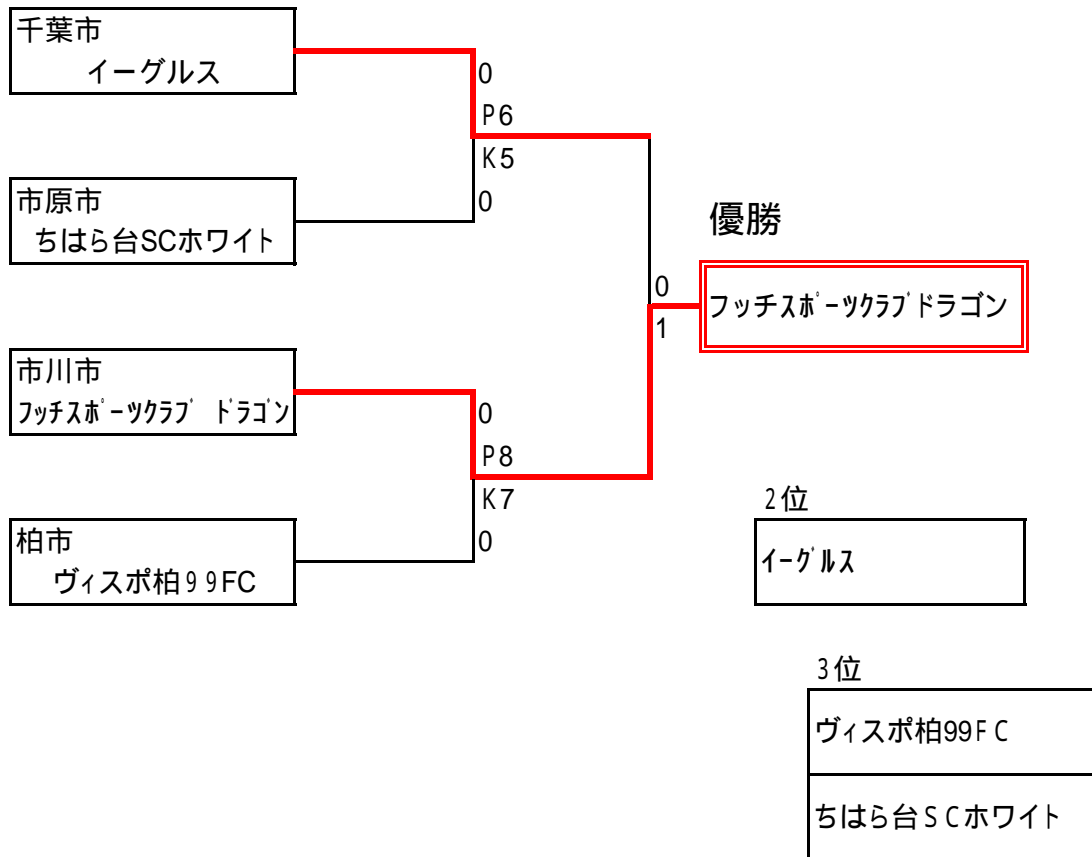 千葉市
イーグルス
0
P6
K5
0
市原市
ちはら台SCホワイト
優勝
0
フッチスポーツクラブドラゴン
1
市川市
フッチスポーツクラブ ドラゴン
0
P8
K7
0
柏市
ヴィスポ柏99FC
2位
イーグルス
3位
ヴィスポ柏99FC
ちはら台SCホワイト